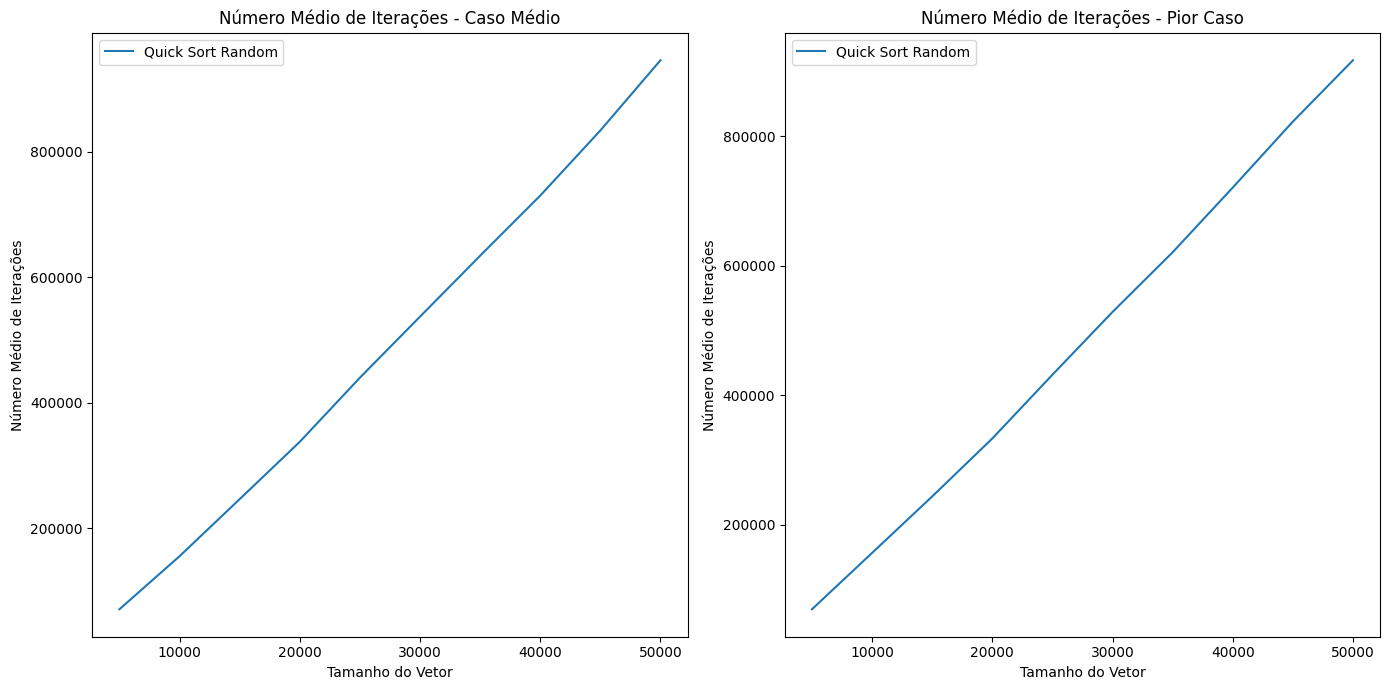 Número Médio de Iterações - Caso Médio
Quick Sort Random
Número Médio de Iterações
800000
600000
400000
200000
10000 20000 30000 40000 50000
Tamanho do Vetor
Número Médio de Iterações - Pior Caso
Quick Sort Random
Número Médio de Iterações
800000
600000
400000
200000
10000 20000 30000 40000 50000
Tamanho do Vetor